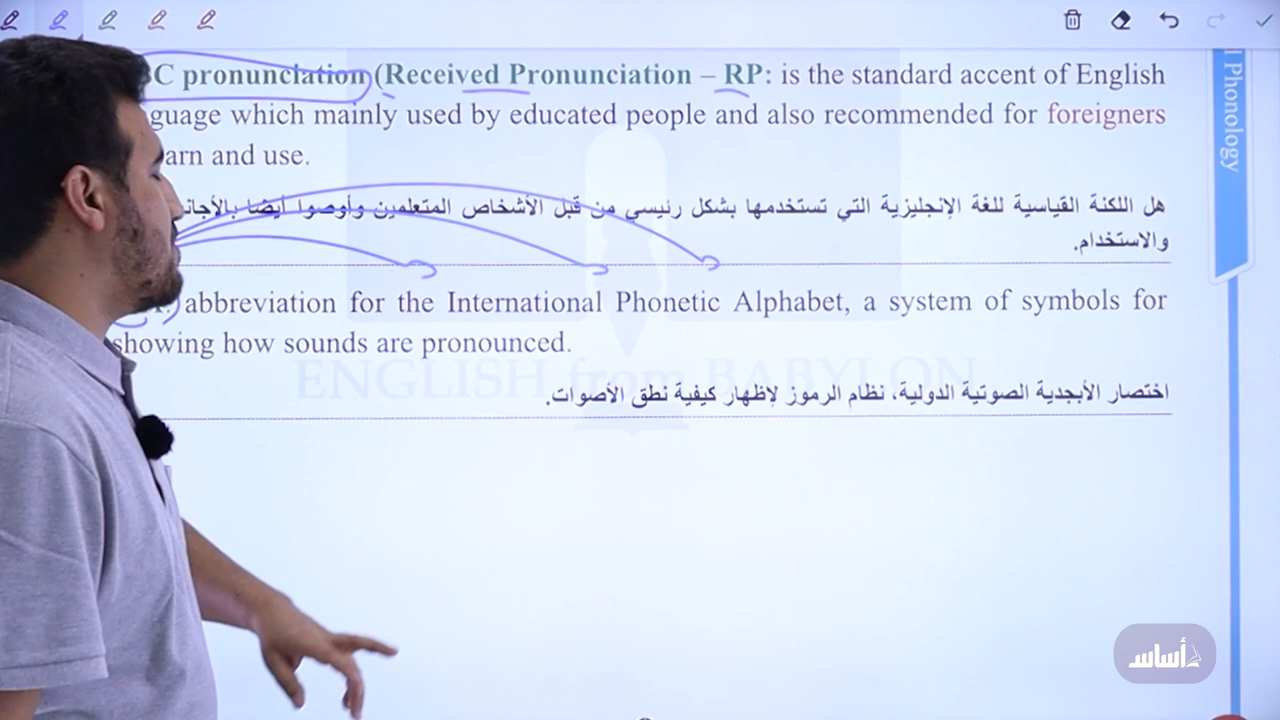 BC pronunciation (Received Pronunciation – RP: is the standard accent of English
guage which mainly used by educated people and also recommended for foreigners
arn and use.
هل اللكنة القياسية للغة الإنجليزية التي تستخدمها بشكل رئيسي من قبل الأشخاص المتعلمين وأوصوا أيضا
والاستخدام.
abbreviation for the International Phonetic Alphabet, a system of symbols for
showing how sounds are pronounced.
اختصار الأبجدية الصوتية الدولية، نظام الرموز لإظهار كيفية نطق الأصوات.
ENGLISH from BABYLON
Phonology
أساس